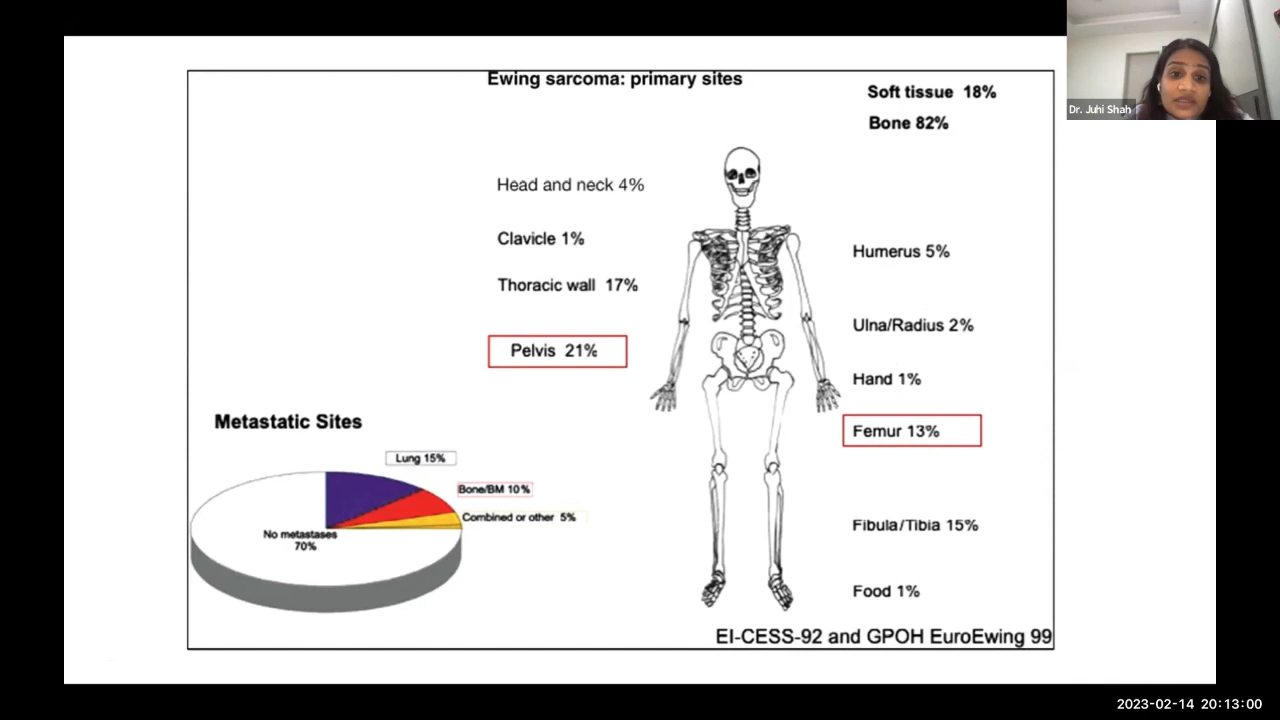 Ewing sarcoma: primary sites
Soft tissue 18%
Bone 82%
Head and neck 4%
Clavicle 1%
Thoracic wall 17%
Pelvis 21%
Humerus 5%
Ulna/Radius 2%
Hand 1%
Femur 13%
Fibula/Tibia 15%
Food 1%
Metastatic Sites
Lung 15%
Bone/BM 10%
Combined or other 5%
No metastases
70%
EI-CESS-92 and GPOH EuroEwing 99
Dr. Juhi Shah
2023-02-14 20:13:00